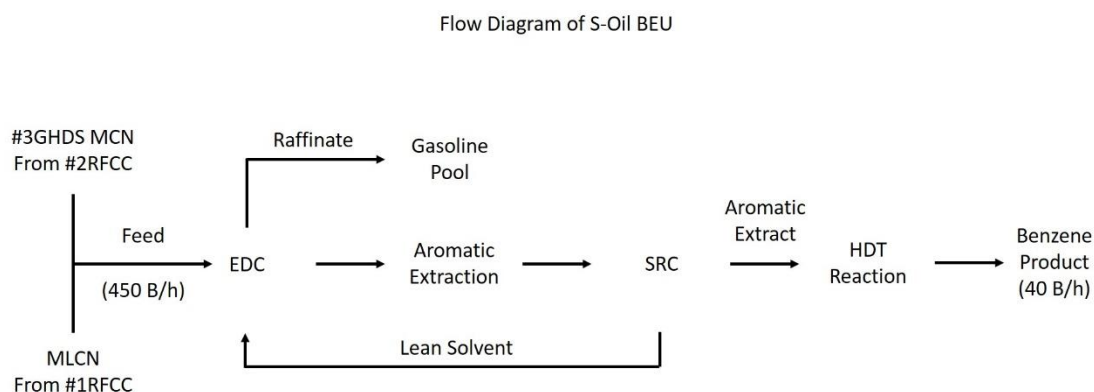 Flow Diagram of S-Oil BEU
#3GHDS MCN
From #2RFCC
Raffinate
Gasoline
Pool
Feed
(450 B/h)
EDC
Aromatic
Extraction
SRC
Aromatic
Extract
HDT
Reaction
Benzene
Product
(40 B/h)
Lean Solvent
MLCN
From #1RFCC